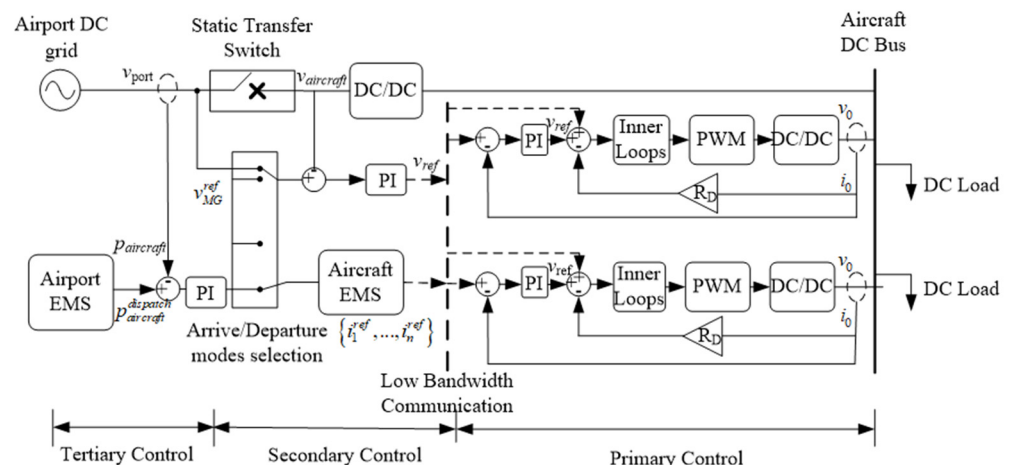 Airport DC
grid
Static Transfer
Switch
Aircraft
DC Bus
v_port
v_aircraft
DC/DC
v_0
PI
v_ref
Inner
Loops
PWM
DC/DC
+
-
+
-
i_0
R_D
DC Load
v_MG^ref
+
-
PI
v_ref
p_aircraft
Airport
EMS
+
-
PI
p_aircraft^dispatch
Aircraft
EMS
Arrive/Departure
modes selection
{i_1^ref,...,i_n^ref}
v_0
PI
v_ref
Inner
Loops
PWM
DC/DC
+
-
+
-
i_0
R_D
DC Load
Low Bandwidth
Communication
Tertiary Control
Secondary Control
Primary Control